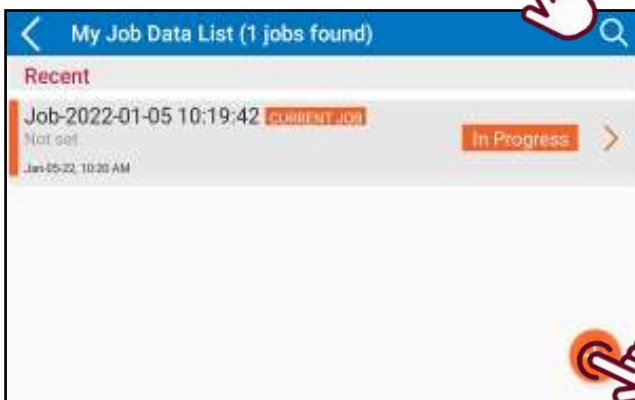 My Job Data List (1 jobs found)
Recent
Job-2022-01-05 10:19:42 CURRENT JOB
Not set
In Progress
Jan-05-22, 10:20 AM